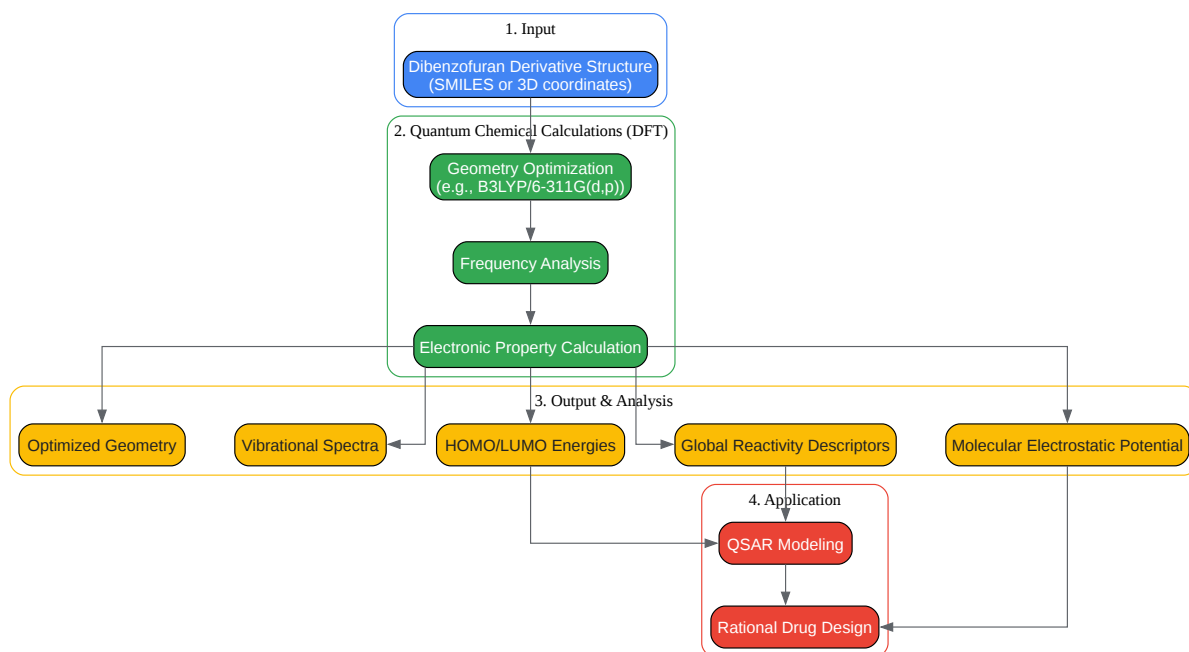 1. Input
Dibenzofuran Derivative Structure
(SMILES or 3D coordinates)
2. Quantum Chemical Calculations (DFT)
Geometry Optimization
(e.g., B3LYP/6-311G(d,p))
Frequency Analysis
Electronic Property Calculation
3. Output & Analysis
Optimized Geometry
Vibrational Spectra
HOMO/LUMO Energies
Global Reactivity Descriptors
Molecular Electrostatic Potential
4. Application
QSAR Modeling
Rational Drug Design